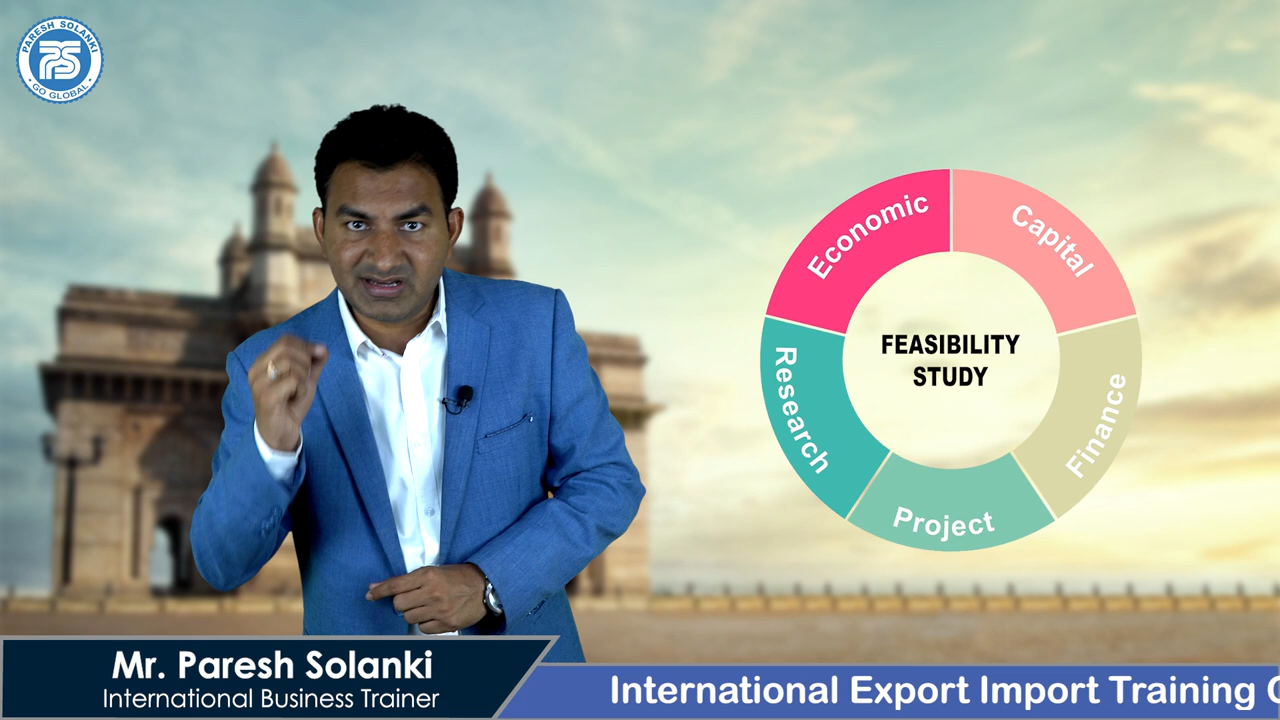 PARESH SOLANKI
PS
GO GLOBAL
Economic
Capital
Research
FEASIBILITY
STUDY
Finance
Project
Mr. Paresh Solanki
International Business Trainer
International Export Import Training